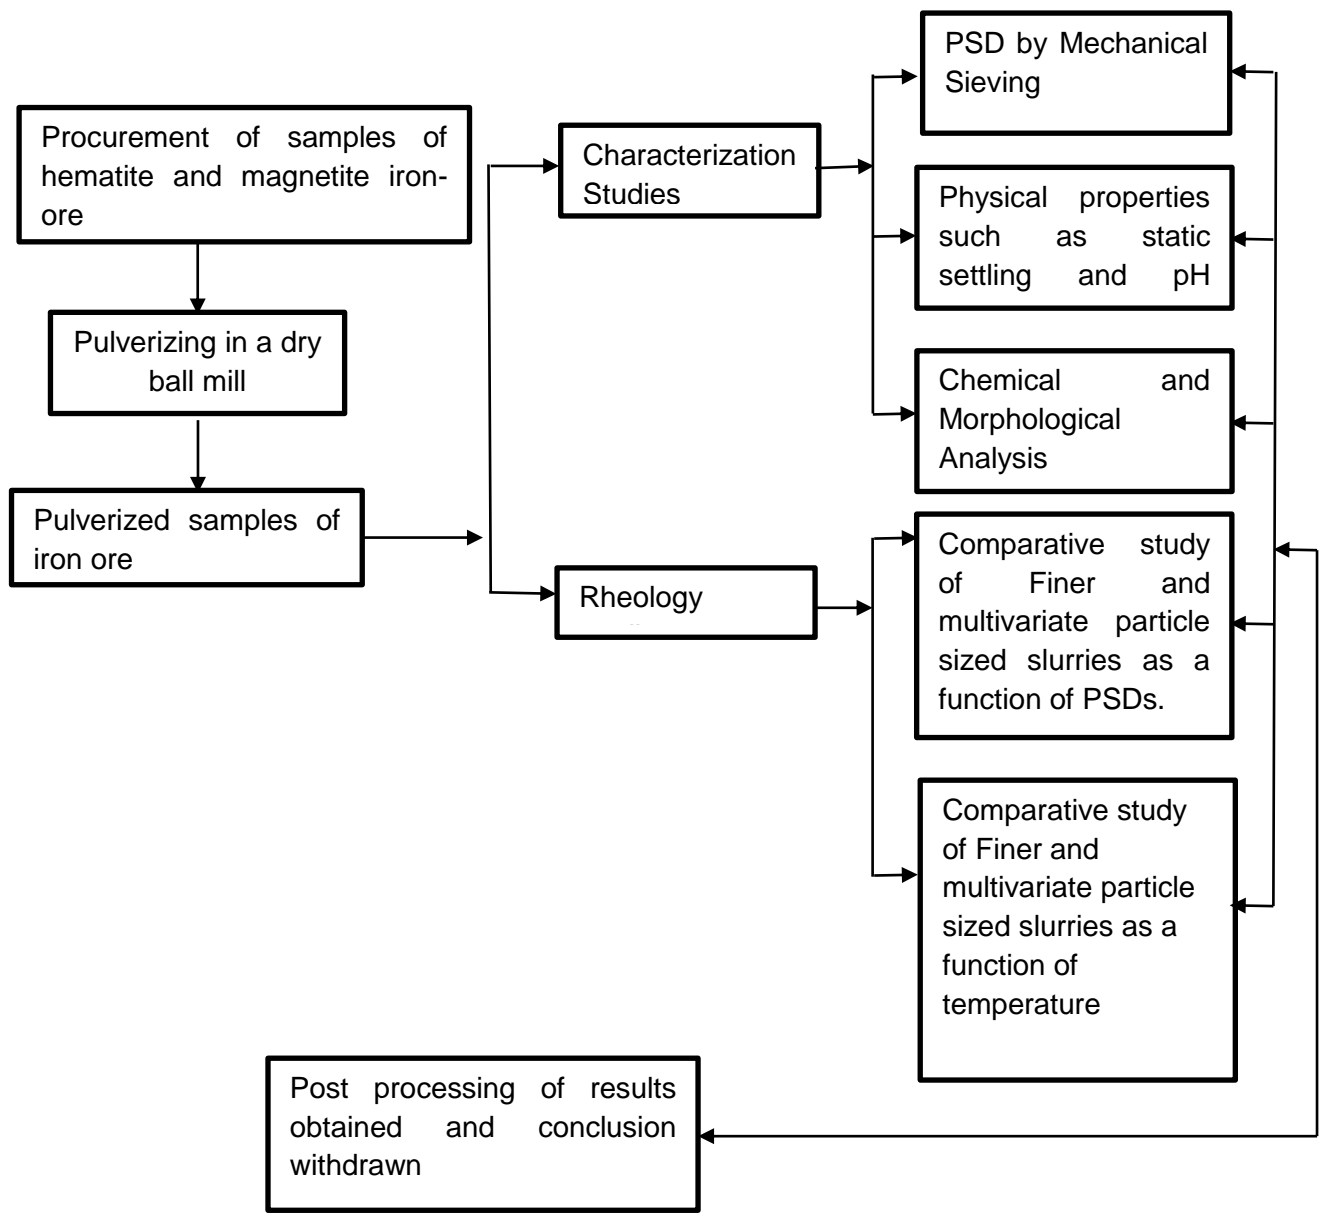 Procurement of samples of
hematite and magnetite iron-
ore
Pulverizing in a dry
ball mill
Pulverized samples of
iron ore
Characterization
Studies
Rheology
PSD by Mechanical
Sieving
Physical properties
such as static
settling and pH
Chemical and
Morphological
Analysis
Comparative study
of Finer and
multivariate particle
sized slurries as a
function of PSDs.
Comparative study
of Finer and
multivariate particle
sized slurries as a
function of
temperature
Post processing of results
obtained and conclusion
withdrawn